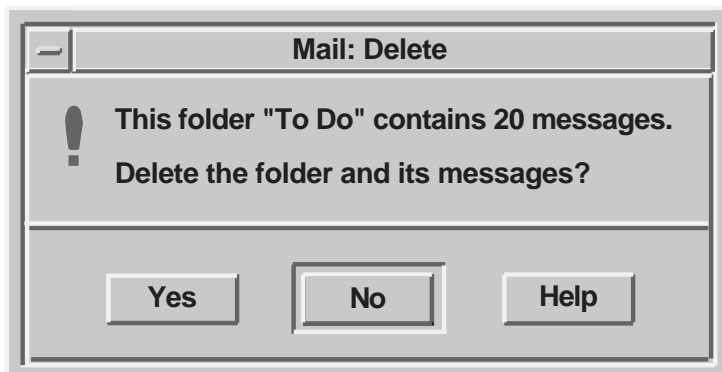 Mail: Delete
This folder "To Do" contains 20 messages.
Delete the folder and its messages?
Yes No Help